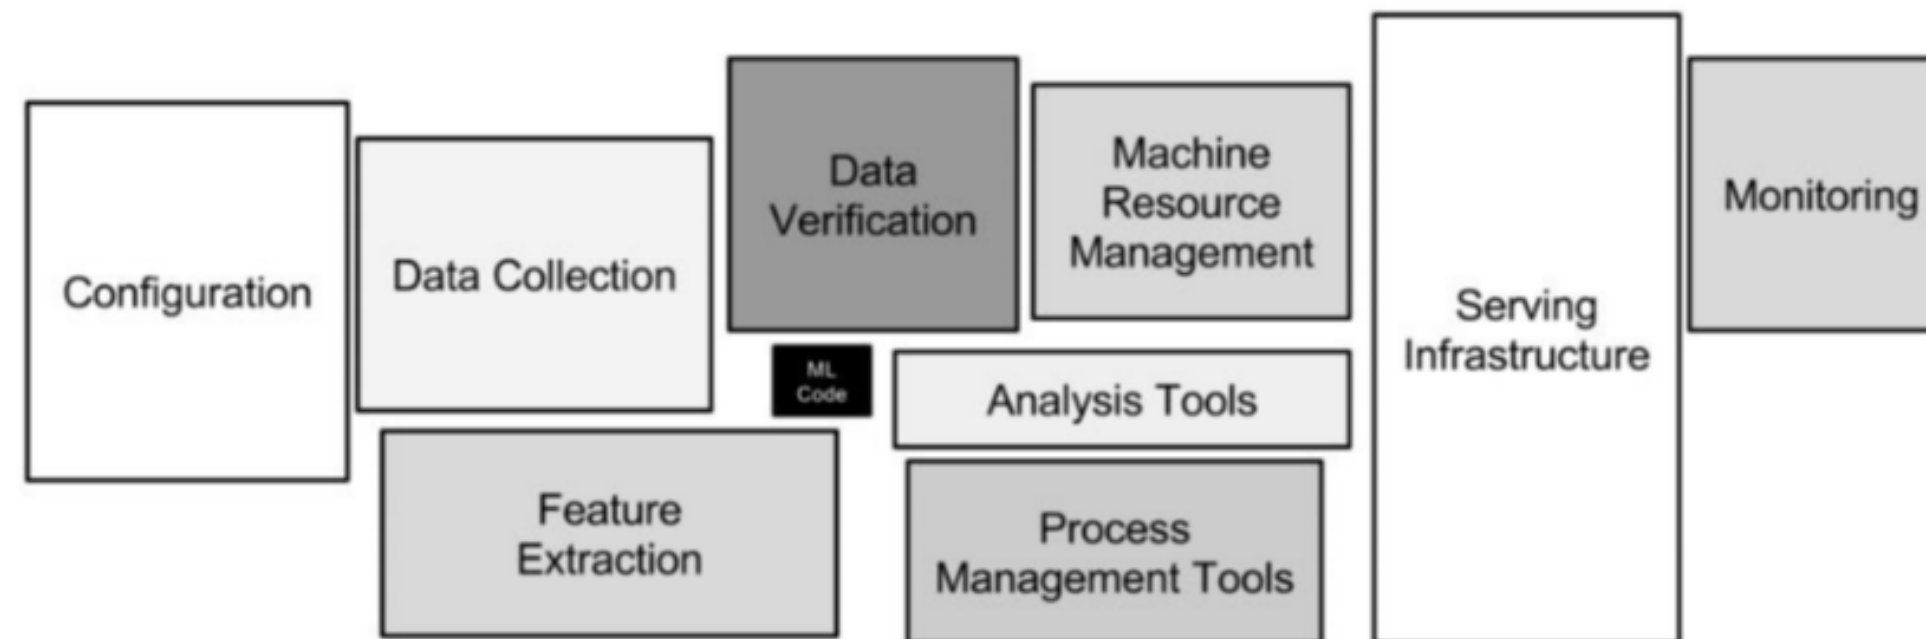 Configuration
Data Collection
Data
Verification
Machine
Resource
Management
Monitoring
Serving
Infrastructure
ML
Code
Analysis Tools
Feature
Extraction
Process
Management Tools